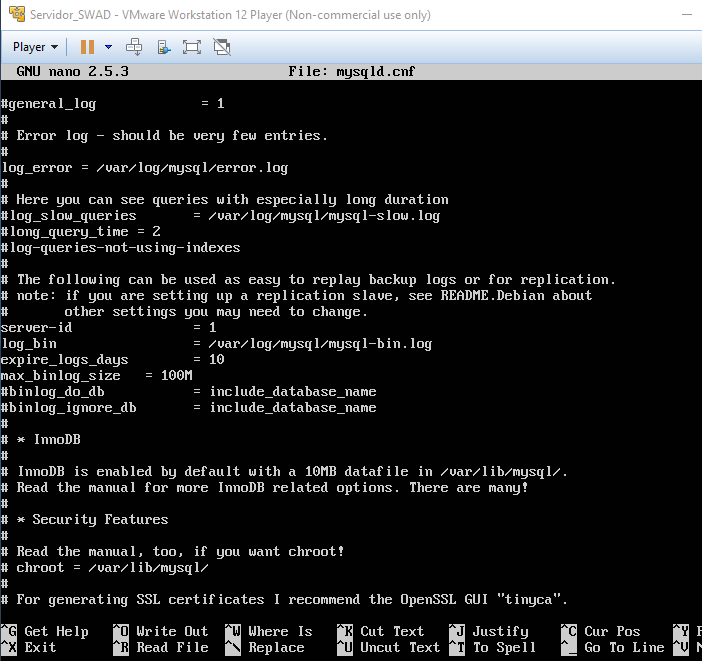 Servidor_SWAD - VMware Workstation 12 Player (Non-commercial use only)
Player
GNU nano 2.5.3 File: mysqld.cnf
#general_log = 1
#
# Error log - should be very few entries.
#
log_error = /var/log/mysql/error.log
#
# Here you can see queries with especially long duration
#log_slow_queries = /var/log/mysql/mysql-slow.log
#long_query_time = 2
#log-queries-not-using-indexes
#
# The following can be used as easy to replay backup logs or for replication.
# note: if you are setting up a replication slave, see README.Debian about
# other settings you may need to change.
server-id = 1
log_bin = /var/log/mysql/mysql-bin.log
expire_logs_days = 10
max_binlog_size = 100M
#binlog_do_db = include_database_name
#binlog_ignore_db = include_database_name
#
# * InnoDB
#
# InnoDB is enabled by default with a 10MB datafile in /var/lib/mysql/.
# Read the manual for more InnoDB related options. There are many!
#
# * Security Features
#
# Read the manual, too, if you want chroot!
# chroot = /var/lib/mysql/
#
# For generating SSL certificates I recommend the OpenSSL GUI "tinyca".
^G Get Help ^O Write Out ^W Where Is ^K Cut Text ^J Justify ^C Cur Pos ^Y
^X Exit ^R Read File ^\ Replace ^U Uncut Text ^T To Spell ^_ Go To Line ^V